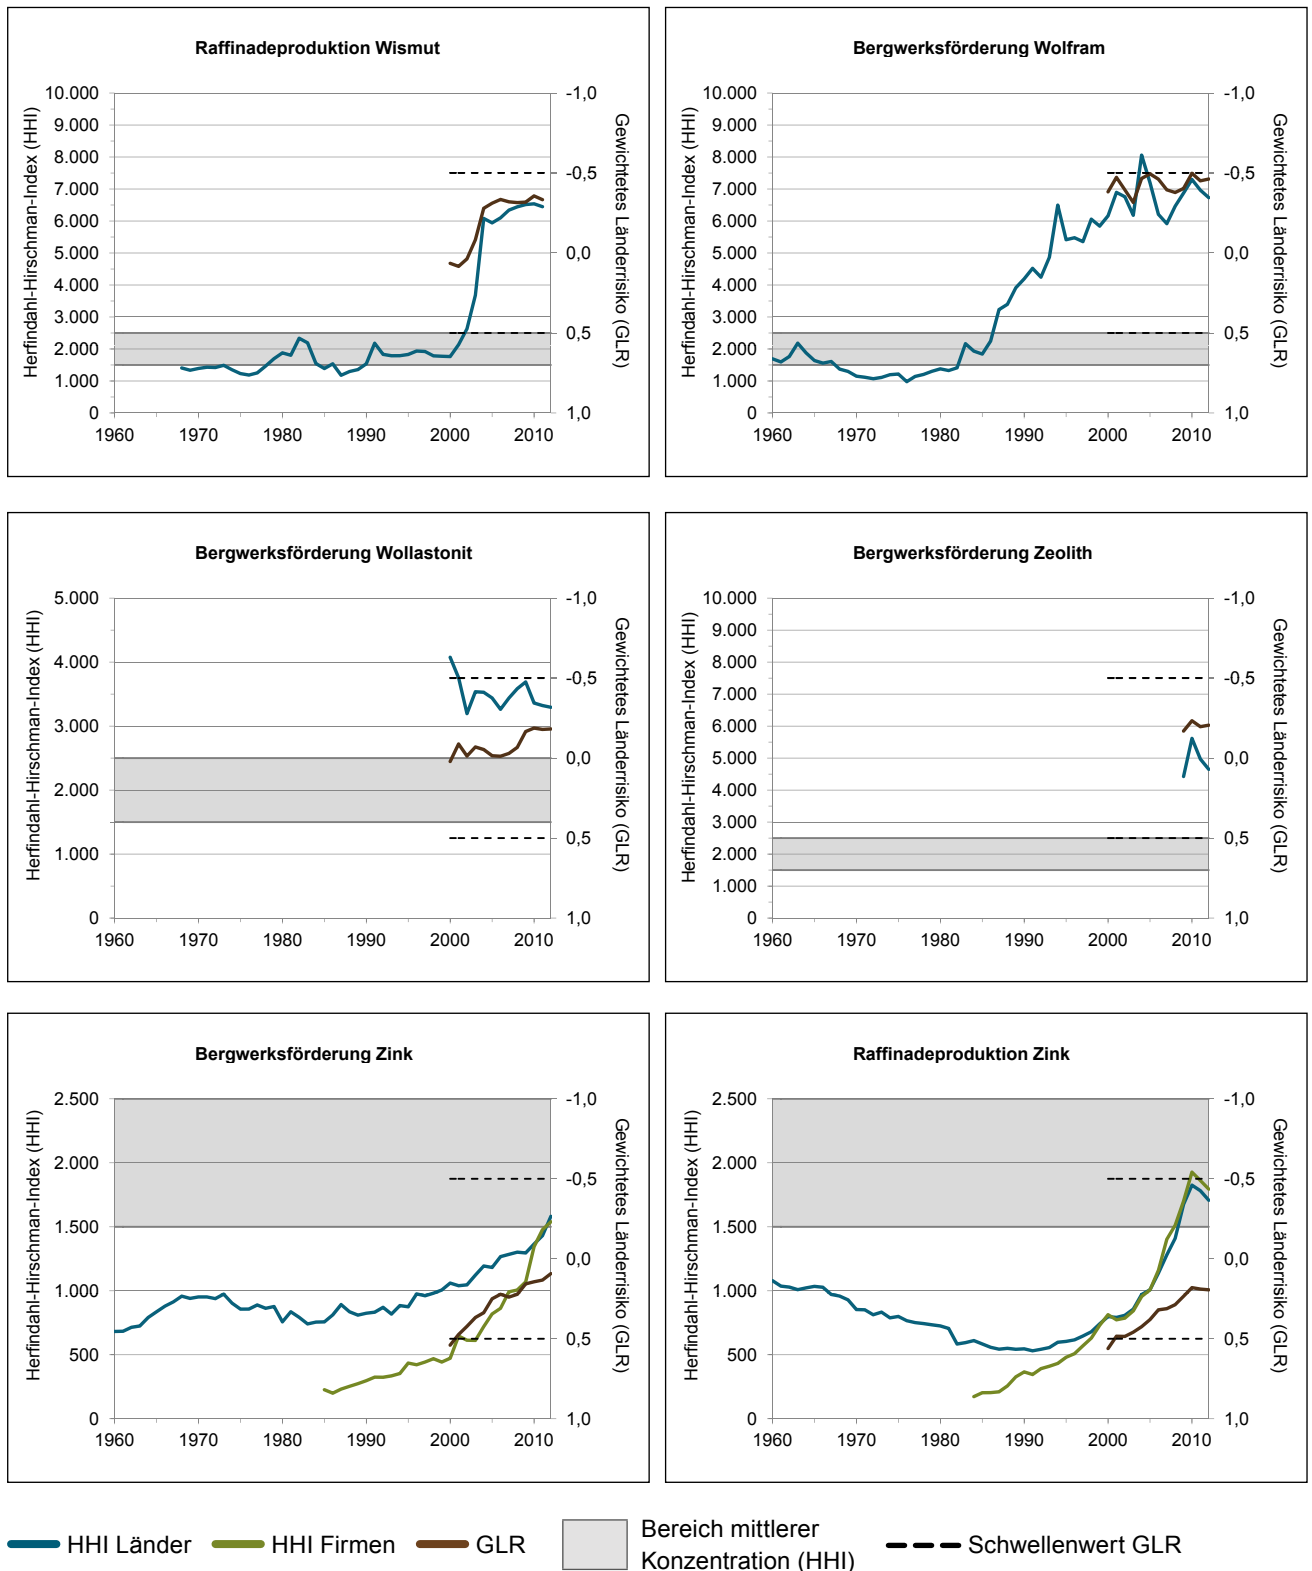 Raffinadeproduktion Wismut
Herfindahl-Hirschman-Index (HHI)
10.000
9.000
8.000
7.000
6.000
5.000
4.000
3.000
2.000
1.000
0
-1,0
-0.5
0,0
0,5
1,0
Gewichtetes Länderrisiko (GLR)
1960 1970 1980 1990 2000 2010
Bergwerksförderung Wolfram
Herfindahl-Hirschman-Index (HHI)
10.000
9.000
8.000
7.000
6.000
5.000
4.000
3.000
2.000
1.000
0
-1,0
-0.5
0,0
0,5
1,0
Gewichtetes Länderrisiko (GLR)
1960 1970 1980 1990 2000 2010
Bergwerksförderung Wollastonit
Herfindahl-Hirschman-Index (HHI)
5.000
4.000
3.000
2.000
1.000
0
-1,0
-0.5
0,0
0,5
1,0
Gewichtetes Länderrisiko (GLR)
1960 1970 1980 1990 2000 2010
Bergwerksförderung Zeolith
Herfindahl-Hirschman-Index (HHI)
10.000
9.000
8.000
7.000
6.000
5.000
4.000
3.000
2.000
1.000
0
-1,0
-0.5
0,0
0,5
1,0
Gewichtetes Länderrisiko (GLR)
1960 1970 1980 1990 2000 2010
Bergwerksförderung Zink
Herfindahl-Hirschman-Index (HHI)
2.500
2.000
1.500
1.000
500
0
-1,0
-0.5
0,0
0,5
1,0
Gewichtetes Länderrisiko (GLR)
1960 1970 1980 1990 2000 2010
Raffinadeproduktion Zink
Herfindahl-Hirschman-Index (HHI)
2.500
2.000
1.500
1.000
500
0
-1,0
-0.5
0,0
0,5
1,0
Gewichtetes Länderrisiko (GLR)
1960 1970 1980 1990 2000 2010
HHI Länder
HHI Firmen
GLR
Bereich mittlerer
Konzentration (HHI)
Schwellenwert GLR